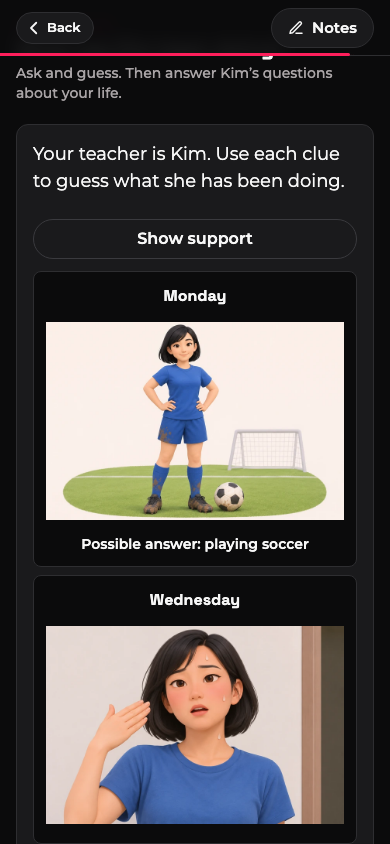 Back
Notes
Ask and guess. Then answer Kim’s questions
about your life.
Your teacher is Kim. Use each clue
to guess what she has been doing.
Show support
Monday
Possible answer: playing soccer
Wednesday